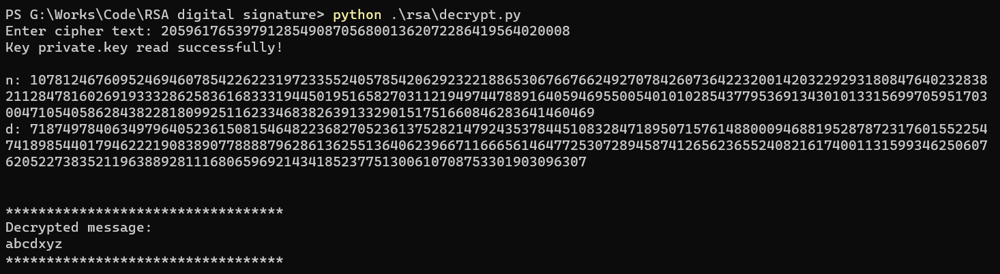 PS G:\Works\Code\RSA digital signature> python .\rsa\decrypt.py
Enter cipher text: 20596176539791285490870568001362072286419564020008
Key private.key read successfully!
n: 107812467609524694607854226223197233552405785420629232218865306766766249270784260736422320014203229293180847640232838
211284781602691933328625836168333194450195165827031121949744788916405946955005401010285437795369134301013315699705951703
004710540586284382281809925116233468382639133290151751660846283641460469
d: 718749784063497964052361508154648223682705236137528214792435378445108328471895071576148800094688195287872317601552254
741898544017946222190838907788887962861362551364062396671166656146477253072894587412656236552408216174001131599346250607
62052273835211963889281116806596921434185237751300610708753301903096307
**********************************
Decrypted message:
abcdxyz
**********************************